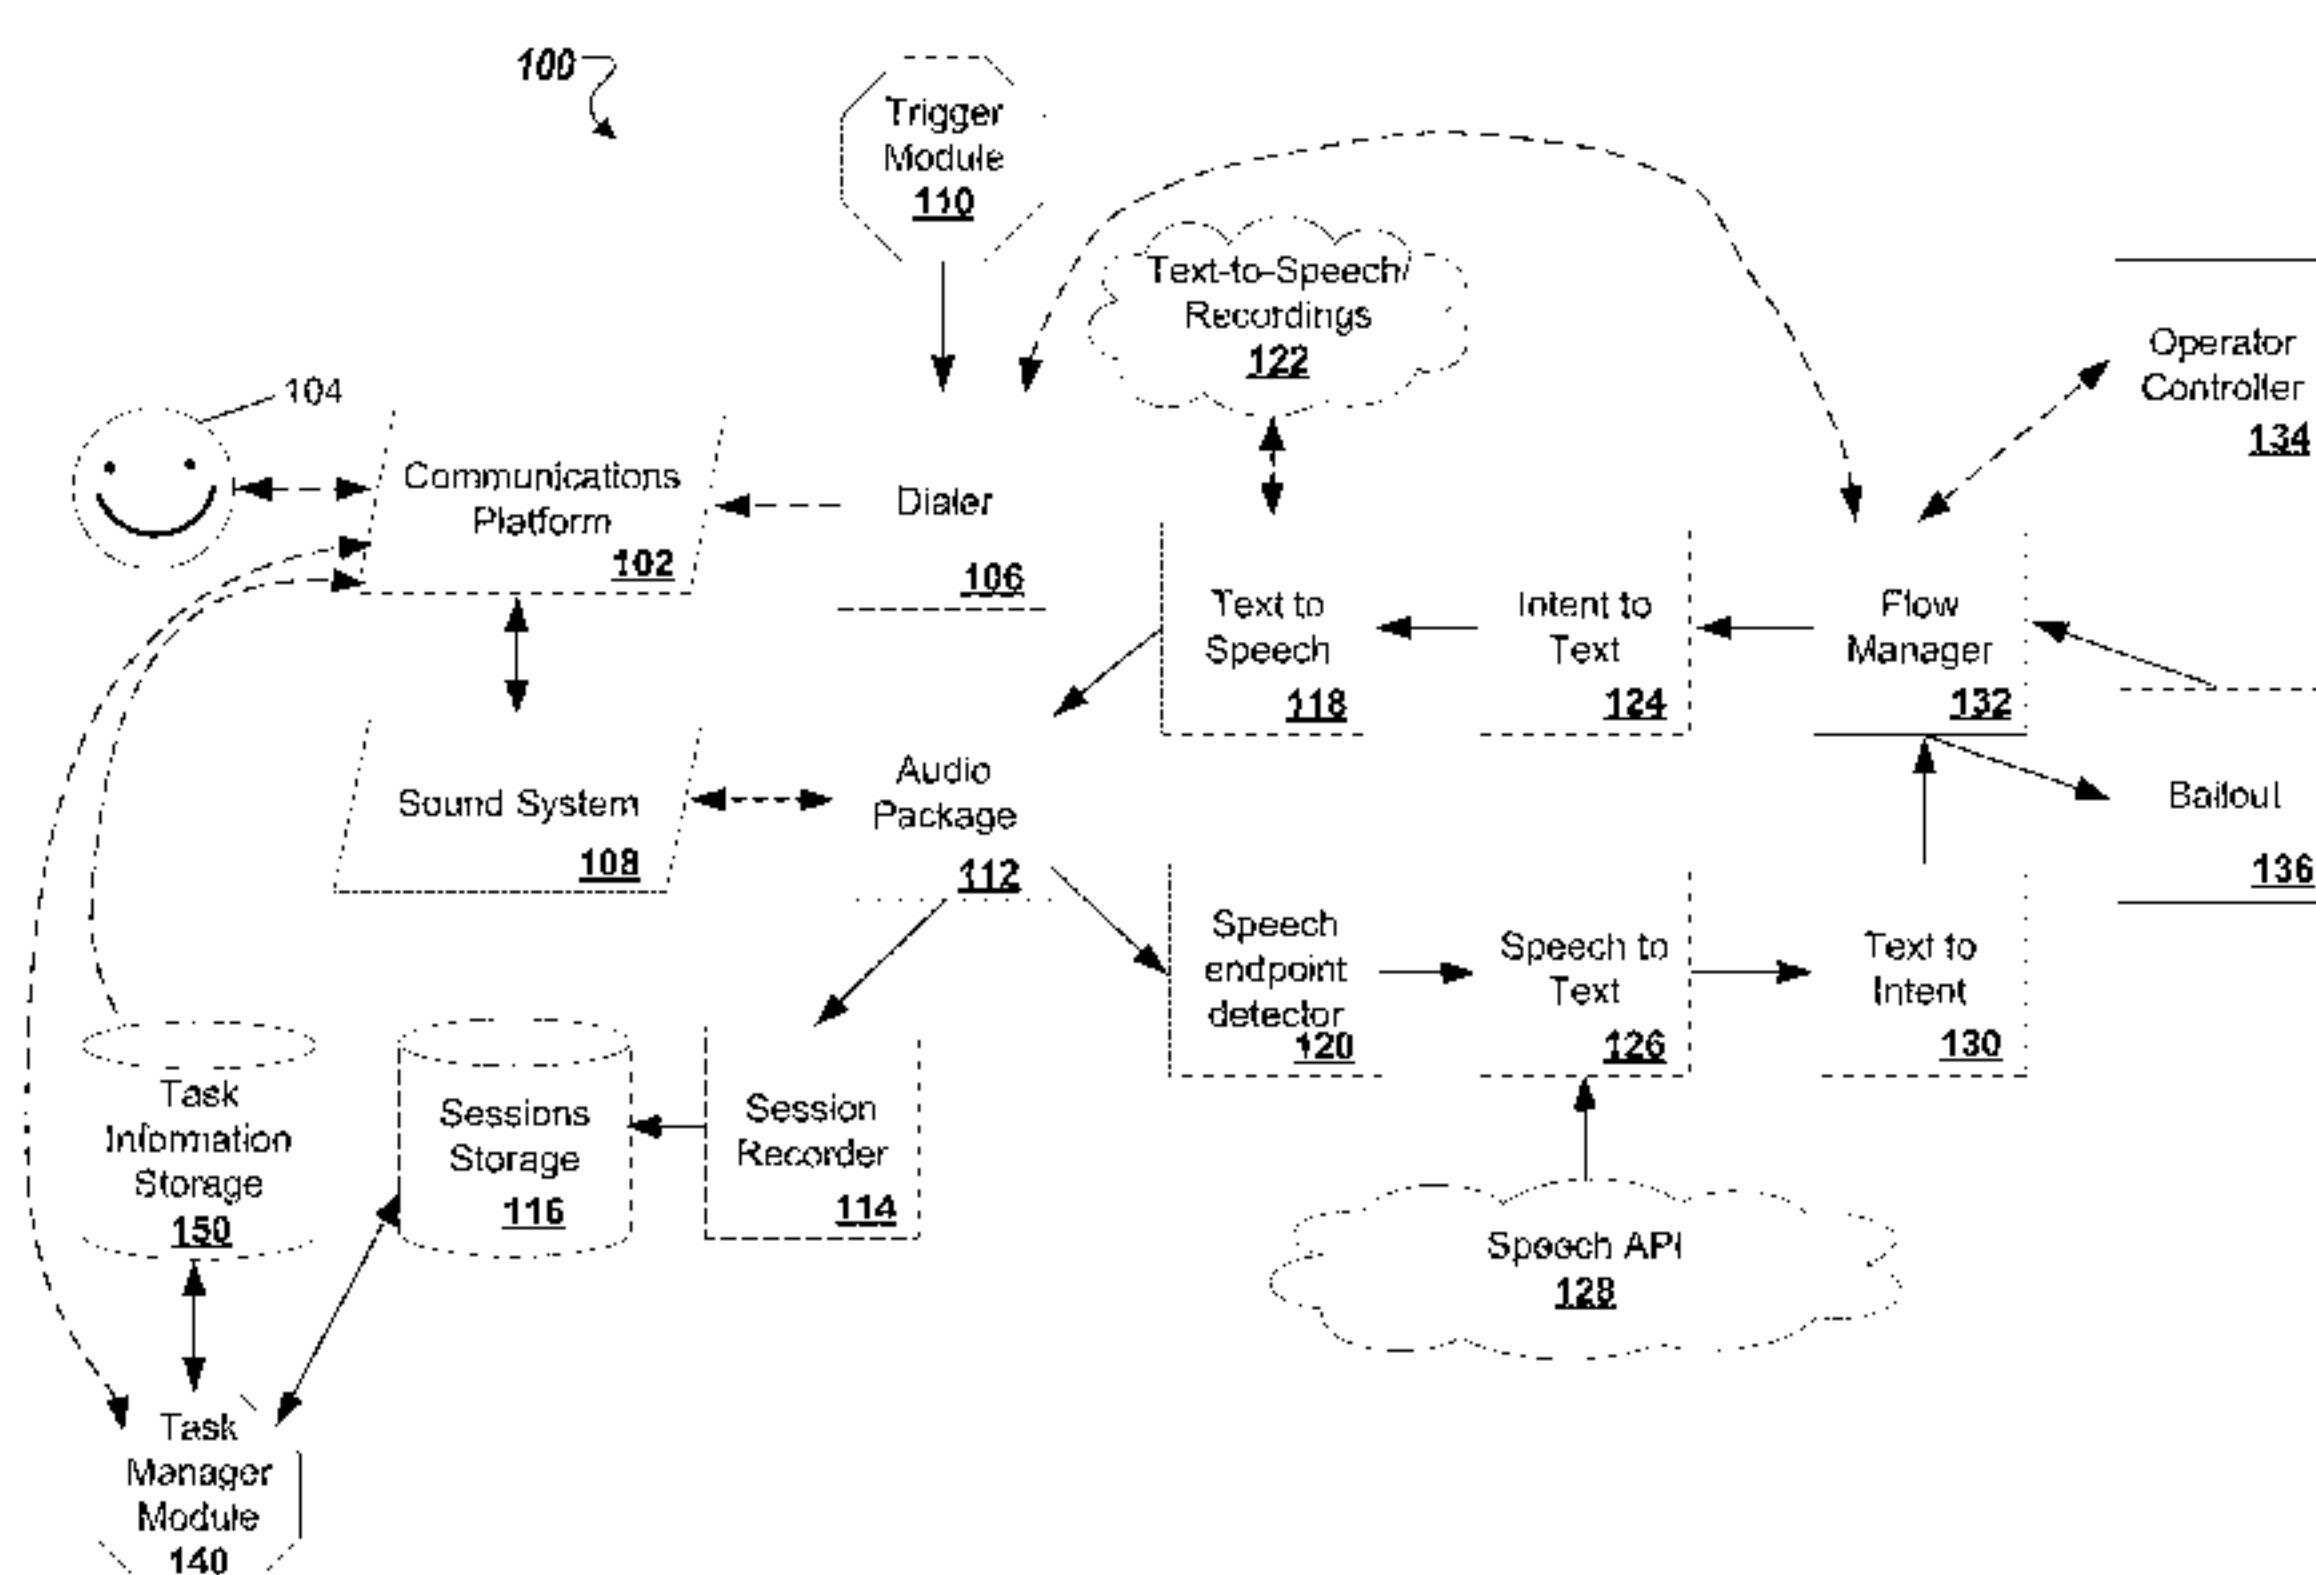 100
Trigger
Module
110
Text-to-Speech/
Recordings
122
Operator
Controller
134
104
Communications
Platform
102
Dialer
106
Text to
Speech
118
Intent to
Text
124
Flow
Manager
132
Sound System
108
Audio
Package
112
Bailout
136
Speech
endpoint
detector
120
Speech to
Text
126
Text to
Intent
130
Task
Information
Storage
150
Sessions
Storage
116
Session
Recorder
114
Speech API
128
Task
Manager
Module
140